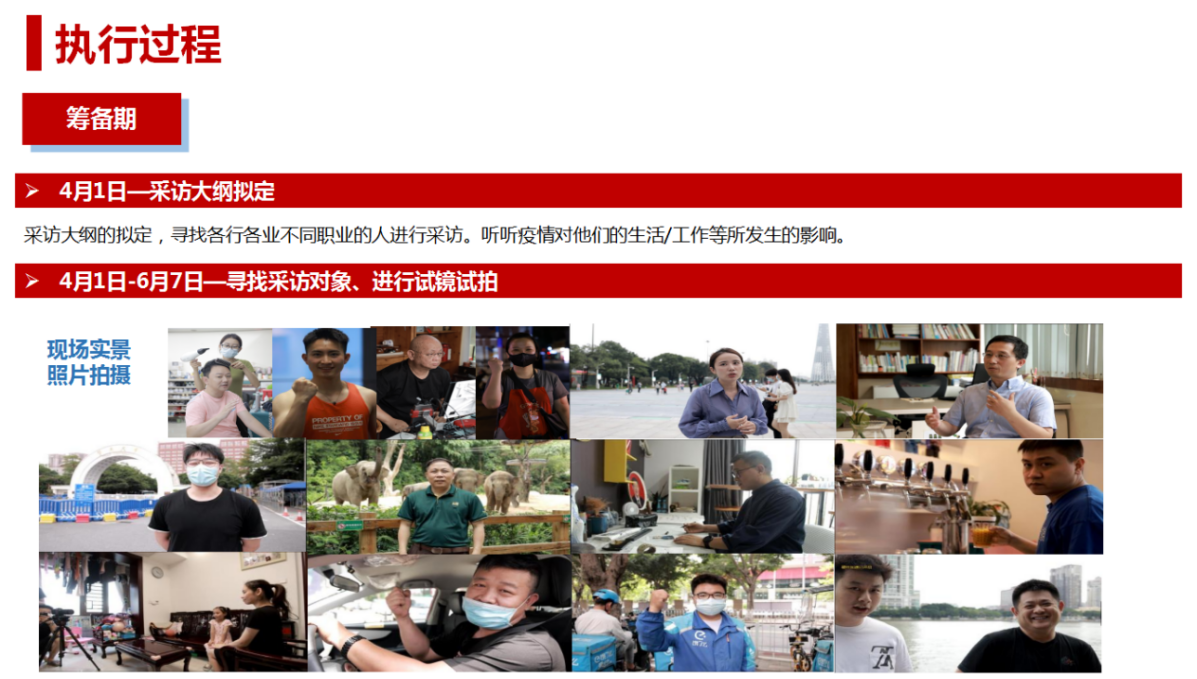 执行过程
筹备期
➢ 4月1日—采访大纲拟定
采访大纲的拟定，寻找各行各业不同职业的人进行采访。听听疫情对他们的生活/工作等所发生的影响。
➢ 4月1日-6月7日—寻找采访对象、进行试镜试拍
现场实景
照片拍摄
PROPERTY OF